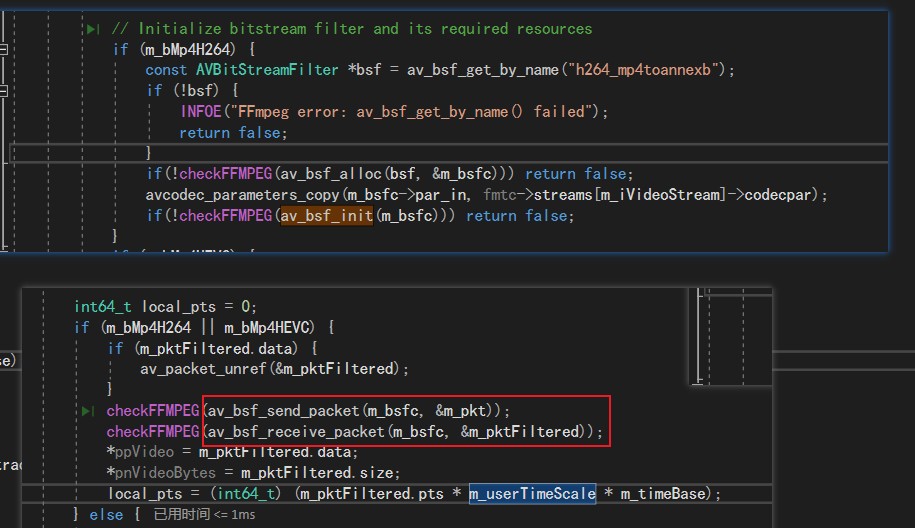 // Initialize bitstream filter and its required resources
if (m_bMp4H264) {
const AVBitStreamFilter *bsf = av_bsf_get_by_name("h264_mp4toannexb");
if (!bsf) {
INFOE("FFmpeg error: av_bsf_get_by_name() failed");
return false;
}
if(!checkFFMPEG(av_bsf_alloc(bsf, &m_bsfc))) return false;
avcodec_parameters_copy(m_bsfc->par_in, fmtc->streams[m_iVideoStream]->codecpar);
if(!checkFFMPEG(av_bsf_init(m_bsfc))) return false;
}
int64_t local_pts = 0;
if (m_bMp4H264 || m_bMp4HEVC) {
if (m_pktFiltered.data) {
se)
av_packet_unref(&m_pktFiltered);
}
checkFFMPEG(av_bsf_send_packet(m_bsfc, &m_pkt));
checkFFMPEG(av_bsf_receive_packet(m_bsfc, &m_pktFiltered));
*ppVideo = m_pktFiltered.data;
trac
*pnVideoBytes = m_pktFiltered.size;
local_pts = (int64_t) (m_pktFiltered.pts * m_userTimeScale * m_timeBase);
} else { 已用时间 <= 1ms